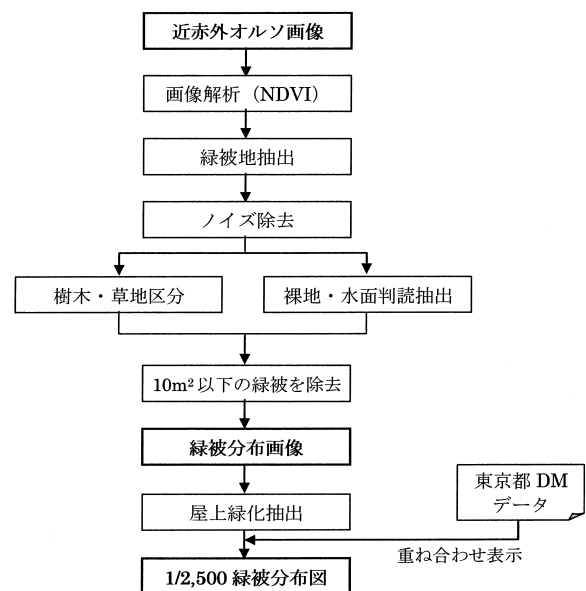 近赤外オルソ画像
画像解析（NDVI）
緑被地抽出
ノイズ除去
樹木・草地区分
裸地・水面判読抽出
10m²以下の緑被を除去
緑被分布画像
東京都 DM
データ
屋上緑化抽出
重ね合わせ表示
1/2,500 緑被分布図